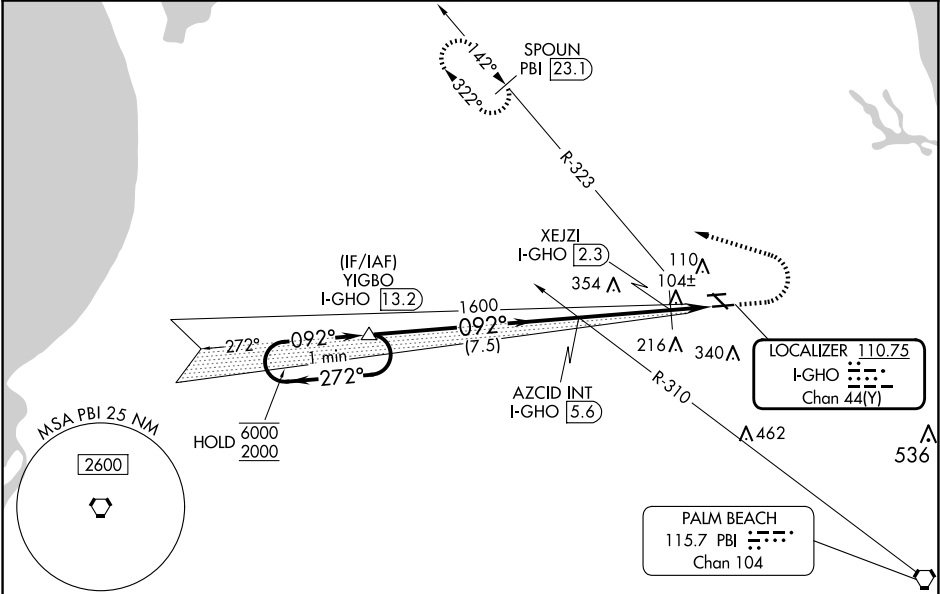 SPOUN
PBI 23.1
142°
322°
R-323
XEJZI
I-GHO 2.3
110
104±
354
(IF/IAF)
YIGBO
I-GHO 13.2
1600
272°
092°
092°
1 min
(7.5)
272°
216
340
LOCALIZER 110.75
I-GHO
Chan 44(Y)
AZCID INT
I-GHO 5.6
R-310
HOLD 6000
2000
462
536
MSA PBI 25 NM
2600
PALM BEACH
115.7 PBI
Chan 104